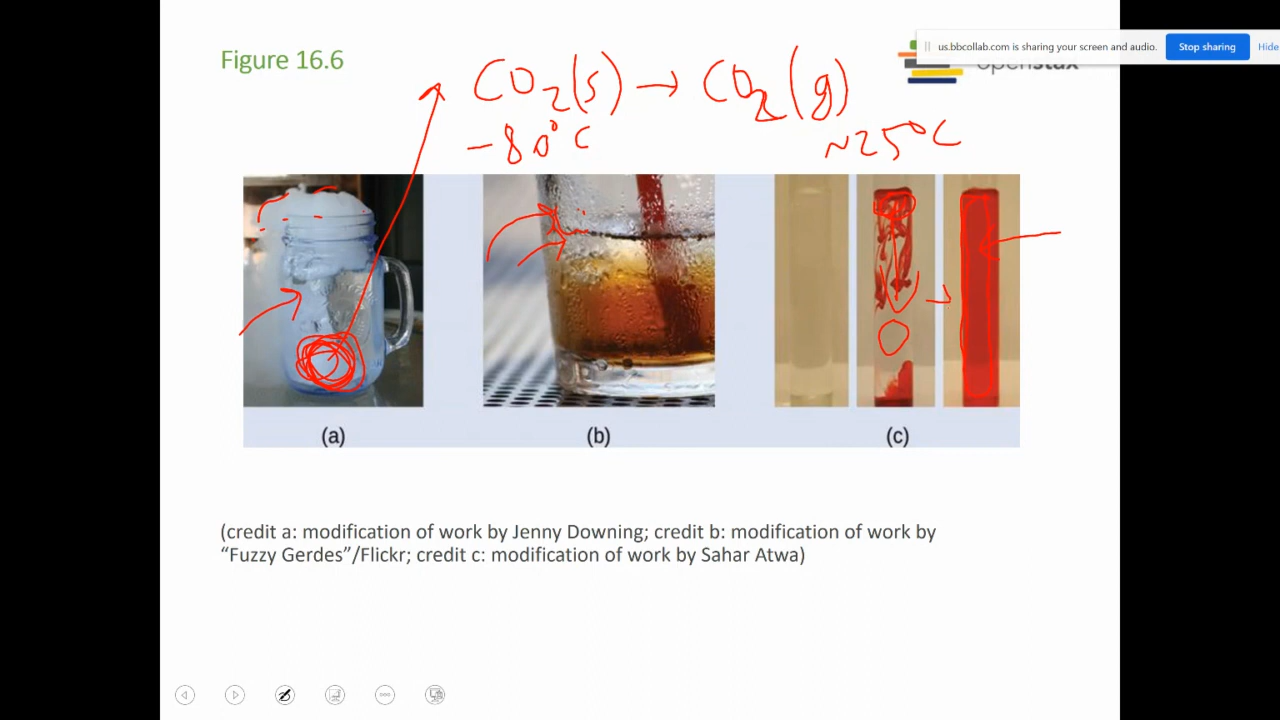 Figure 16.6
us.bbcollab.com is sharing your screen and audio.
Stop sharing
Hide
openstax
CO₂(s) → CO₂(g)
-80°C
~25°C
(a)
(b)
(c)
(credit a: modification of work by Jenny Downing; credit b: modification of work by
“Fuzzy Gerdes”/Flickr; credit c: modification of work by Sahar Atwa)